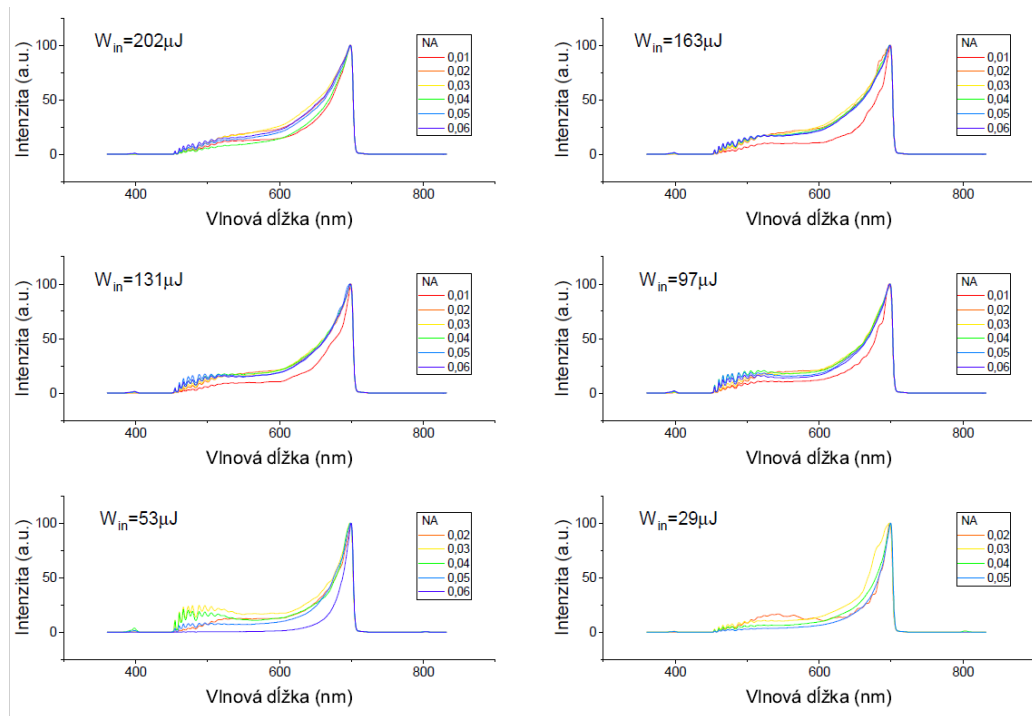 W_in=202μJ
Intenzita (a.u.)
100
50
0
400
600
800
Vlnová dĺžka (nm)
NA
0,01
0,02
0,03
0,04
0,05
0,06
W_in=163μJ
Intenzita (a.u.)
100
50
0
400
600
800
Vlnová dĺžka (nm)
NA
0,01
0,02
0,03
0,04
0,05
0,06
W_in=131μJ
Intenzita (a.u.)
100
50
0
400
600
800
Vlnová dĺžka (nm)
NA
0,01
0,02
0,03
0,04
0,05
0,06
W_in=97μJ
Intenzita (a.u.)
100
50
0
400
600
800
Vlnová dĺžka (nm)
NA
0,01
0,02
0,03
0,04
0,05
0,06
W_in=53μJ
Intenzita (a.u.)
100
50
0
400
600
800
Vlnová dĺžka (nm)
NA
0,02
0,03
0,04
0,05
0,06
W_in=29μJ
Intenzita (a.u.)
100
50
0
400
600
800
Vlnová dĺžka (nm)
NA
0,02
0,03
0,04
0,05